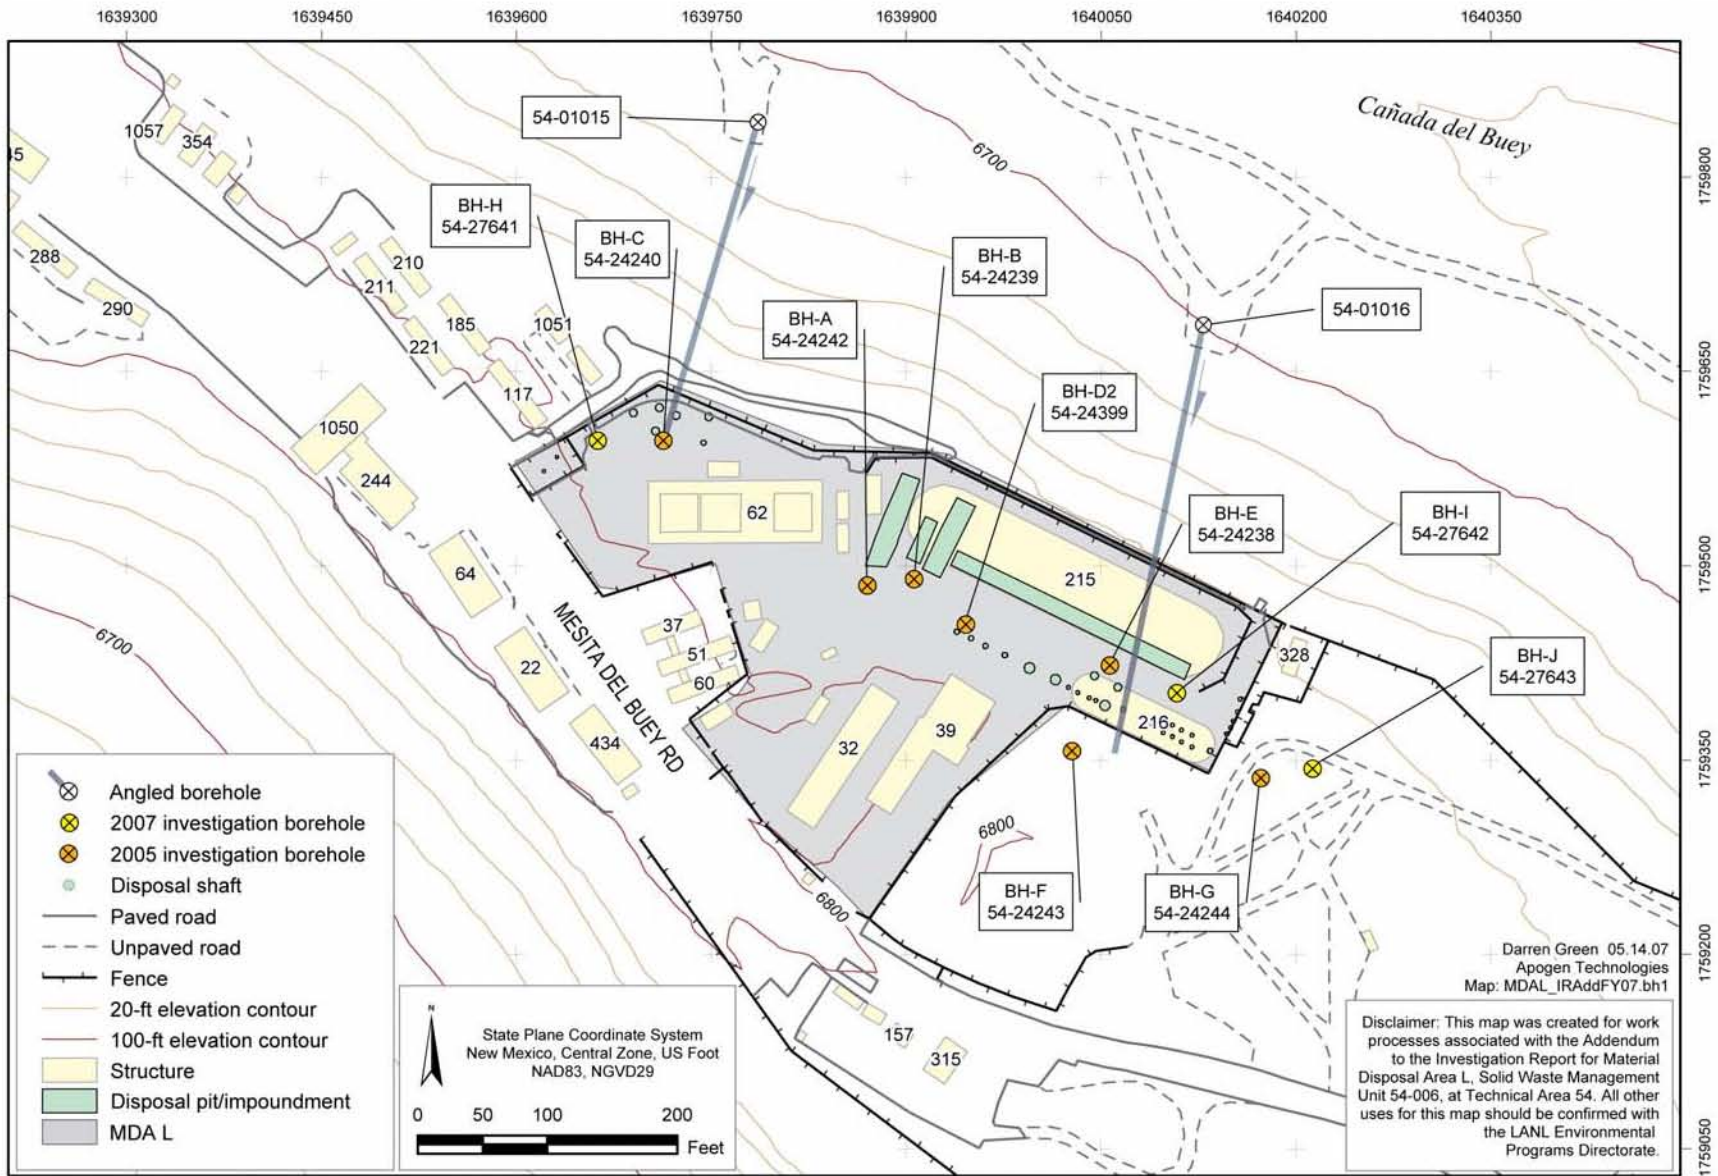 1639300
1639450
1639600
1639750
1639900
1640050
1640200
1640350
54-01015
Cañada del Buey
1057
354
45
6700
1759800
BH-H
54-27641
BH-C
54-24240
BH-B
54-24239
288
210
211
290
185
221
1051
BH-A
54-24242
54-01016
1759650
117
BH-D2
54-24399
1050
244
62
BH-E
54-24238
BH-I
54-27642
1759500
64
215
6700
MESITA DEL BUEY RD
37
51
60
22
328
BH-J
54-27643
434
32
39
216
1759350
6800
6800
BH-F
54-24243
BH-G
54-24244
1759200
157
315
1759050
Angled borehole
2007 investigation borehole
2005 investigation borehole
Disposal shaft
Paved road
Unpaved road
Fence
20-ft elevation contour
100-ft elevation contour
Structure
Disposal pit/impoundment
MDA L
N
State Plane Coordinate System
New Mexico, Central Zone, US Foot
NAD83, NGVD29
0 50 100 200
Feet
Darren Green 05.14.07
Apogen Technologies
Map: MDAL_IRAddFY07.bh1
Disclaimer: This map was created for work
processes associated with the Addendum
to the Investigation Report for Material
Disposal Area L, Solid Waste Management
Unit 54-006, at Technical Area 54. All other
uses for this map should be confirmed with
the LANL Environmental
Programs Directorate.